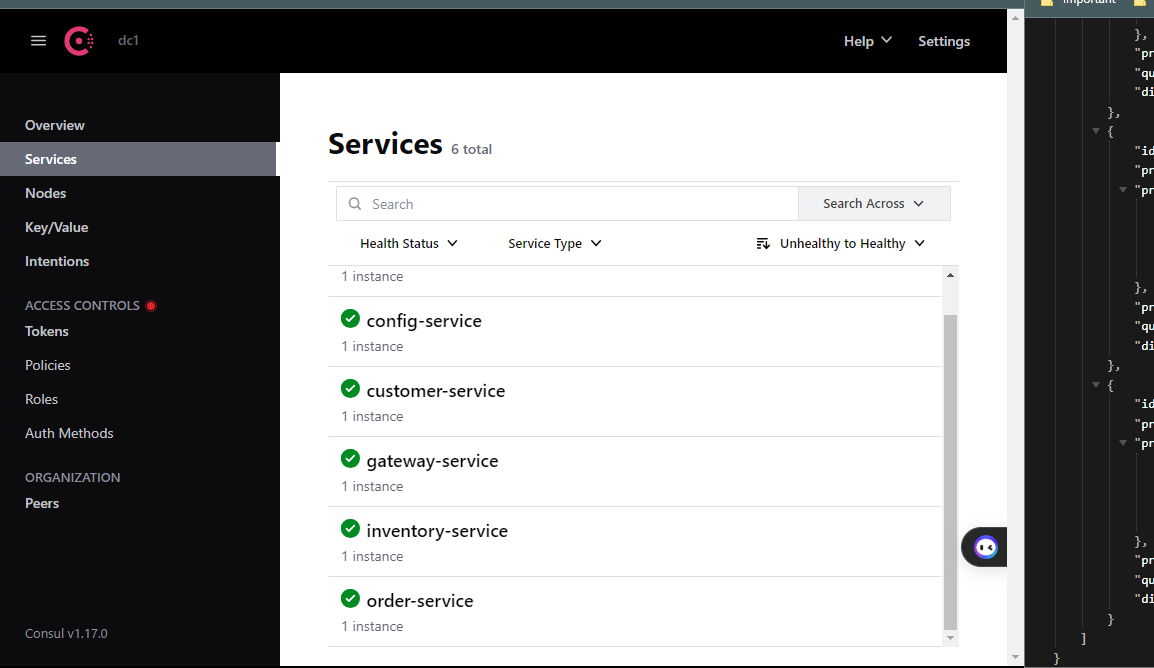 important
dc1
Help
Settings
Overview
Services
Nodes
Key/Value
Intentions
ACCESS CONTROLS
Tokens
Policies
Roles
Auth Methods
ORGANIZATION
Peers
Consul v1.17.0
Services 6 total
Search
Search Across
Health Status
Service Type
Unhealthy to Healthy
1 instance
config-service
1 instance
customer-service
1 instance
gateway-service
1 instance
inventory-service
1 instance
order-service
1 instance
},
"pr
"qu
"di
},
{
"id
"pr
"pr
},
"pr
"qu
"di
},
{
"id
"pr
"pr
},
"pr
"qu
"di
}
]
}